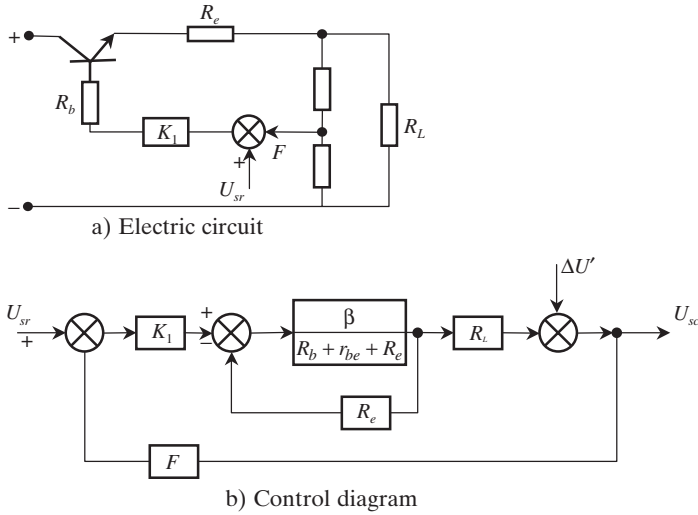 R_e
+
R_b
K_1
F
R_L
+
U_sr
−
a) Electric circuit
ΔU'
U_sr
+
K_1
+
−
β
R_b + r_be + R_e
R_L
U_sc
R_e
F
b) Control diagram